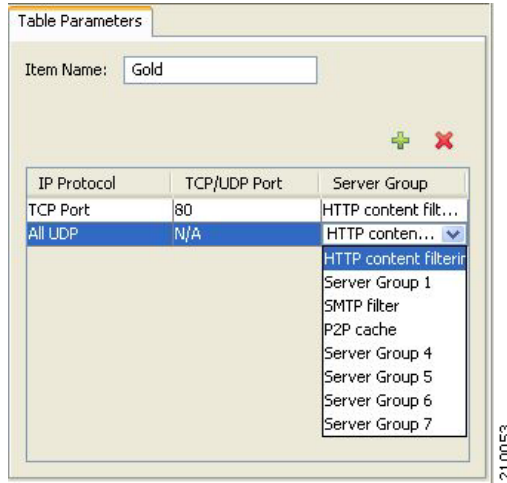 Table Parameters
Item Name: Gold
IP Protocol TCP/UDP Port Server Group
TCP Port 80 HTTP content filt...
All UDP N/A HTTP conten...
HTTP content filterin
Server Group 1
SMTP filter
P2P cache
Server Group 4
Server Group 5
Server Group 6
Server Group 7
210053